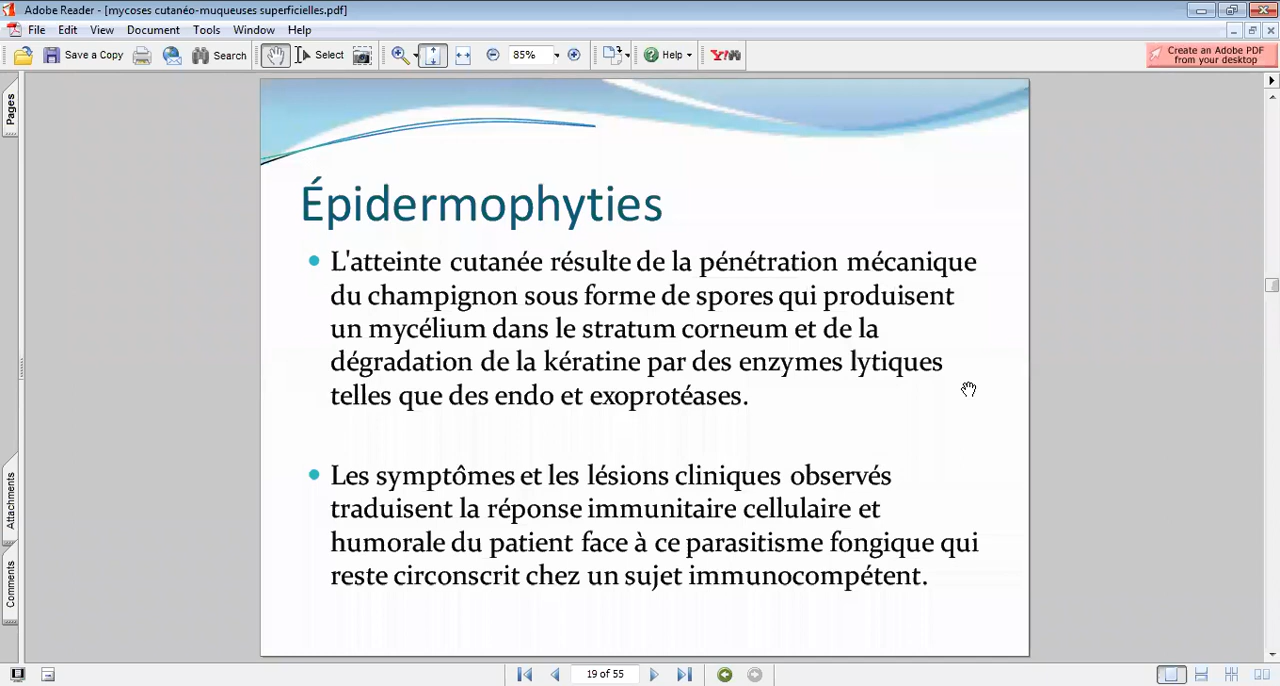 Adobe Reader - [mycoses cutanéo-muqueuses superficielles.pdf]
File Edit View Document Tools Window Help
Save a Copy Search Select 85% Help Y!
Create an Adobe PDF
from your desktop
Pages
Épidermophyties
L'atteinte cutanée résulte de la pénétration mécanique
du champignon sous forme de spores qui produisent
un mycélium dans le stratum corneum et de la
dégradation de la kératine par des enzymes lytiques
telles que des endo et exoprotéases.
Les symptômes et les lésions cliniques observés
traduisent la réponse immunitaire cellulaire et
humorale du patient face à ce parasitisme fongique qui
reste circonscrit chez un sujet immunocompétent.
Attachments
Comments
19 of 55